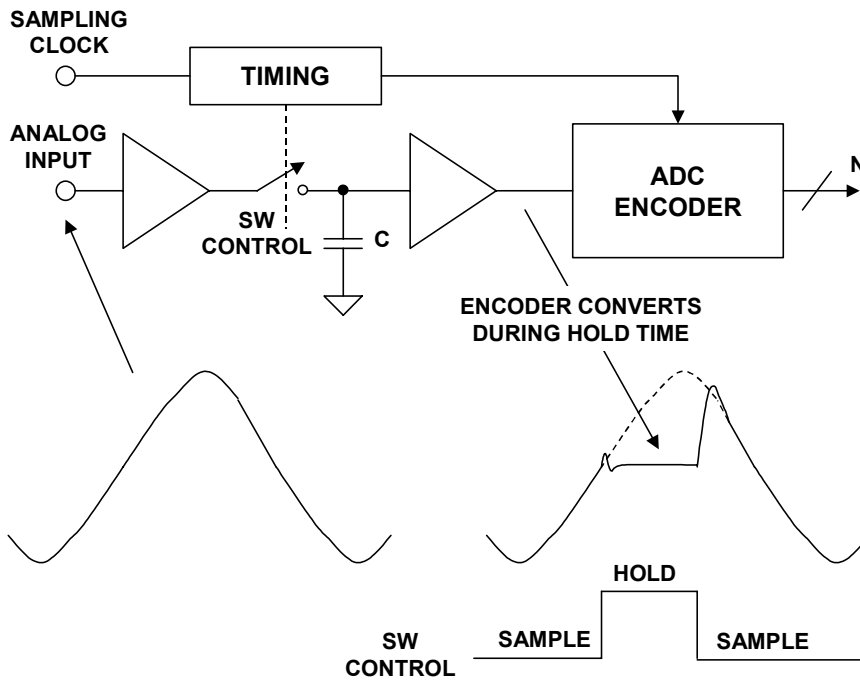 SAMPLING
CLOCK
TIMING
ANALOG
INPUT
ADC
ENCODER
N
SW
CONTROL
C
ENCODER CONVERTS
DURING HOLD TIME
HOLD
SW
CONTROL
SAMPLE
SAMPLE